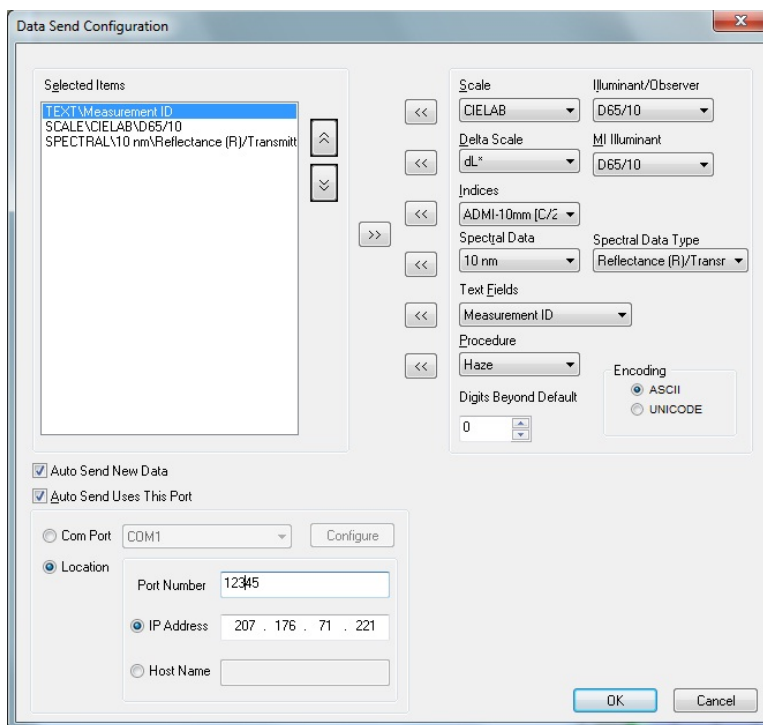 Data Send Configuration
x
Selected Items
TEXT\Measurement ID
SCALE\CIELAB\D65/10
SPECTRAL\10 nm\Reflectance (R)/Transmitt
>>
<<
<<
<<
<<
<<
<<
Scale
Illuminant/Observer
CIELAB
D65/10
Delta Scale
MI Illuminant
dL*
D65/10
Indices
ADMI-10mm [C/2
Spectral Data
Spectral Data Type
10 nm
Reflectance (R)/Transr
Text Fields
Measurement ID
Procedure
Haze
Encoding
ASCII
UNICODE
Digits Beyond Default
0
Auto Send New Data
Auto Send Uses This Port
Com Port
COM1
Configure
Location
Port Number
12345
IP Address
207 . 176 . 71 . 221
Host Name
OK
Cancel